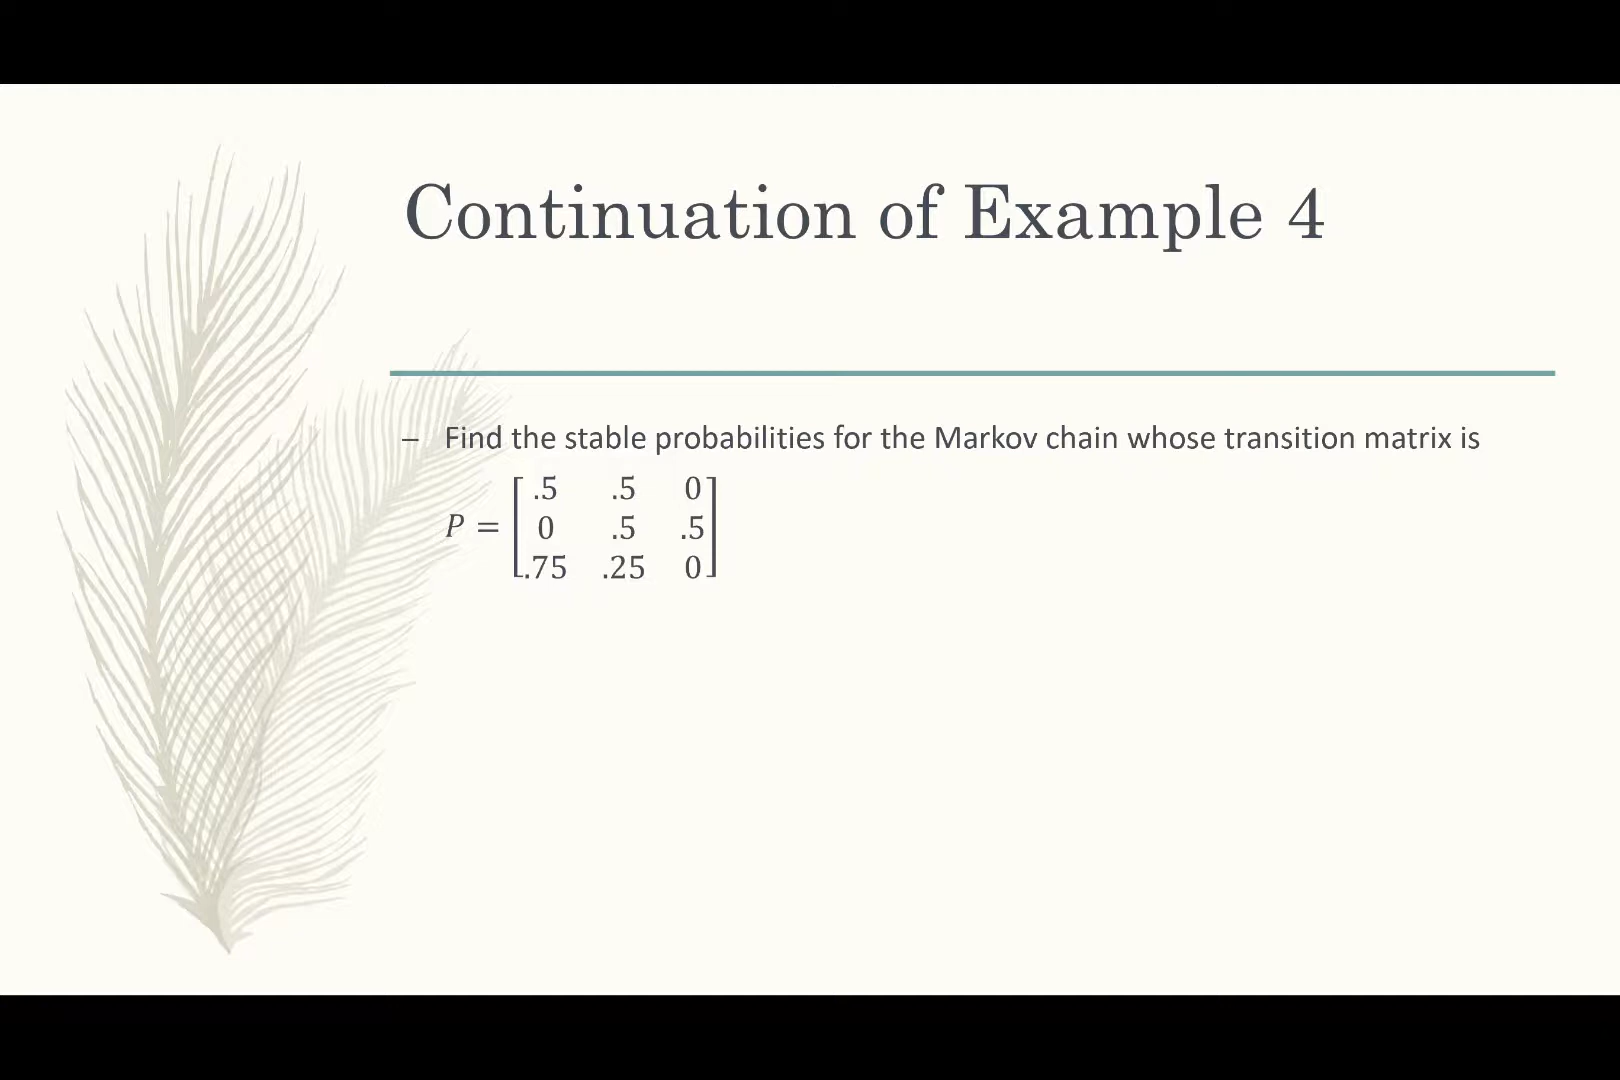 Continuation of Example 4
– Find the stable probabilities for the Markov chain whose transition matrix is
P = [ .5 .5 0
0 .5 .5
.75 .25 0 ]